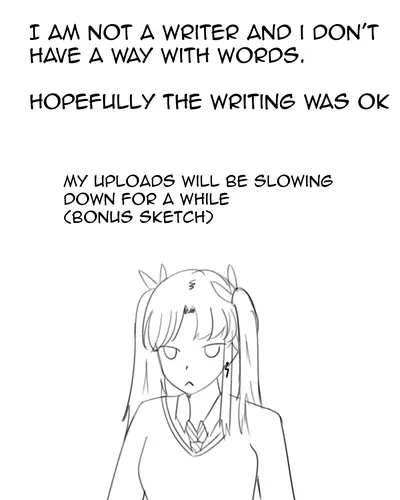 I AM NOT A WRITER AND I DON'T
HAVE A WAY WITH WORDS.
HOPEFULLY THE WRITING WAS OK
MY UPLOADS WILL BE SLOWING
DOWN FOR A WHILE
(BONUS SKETCH)